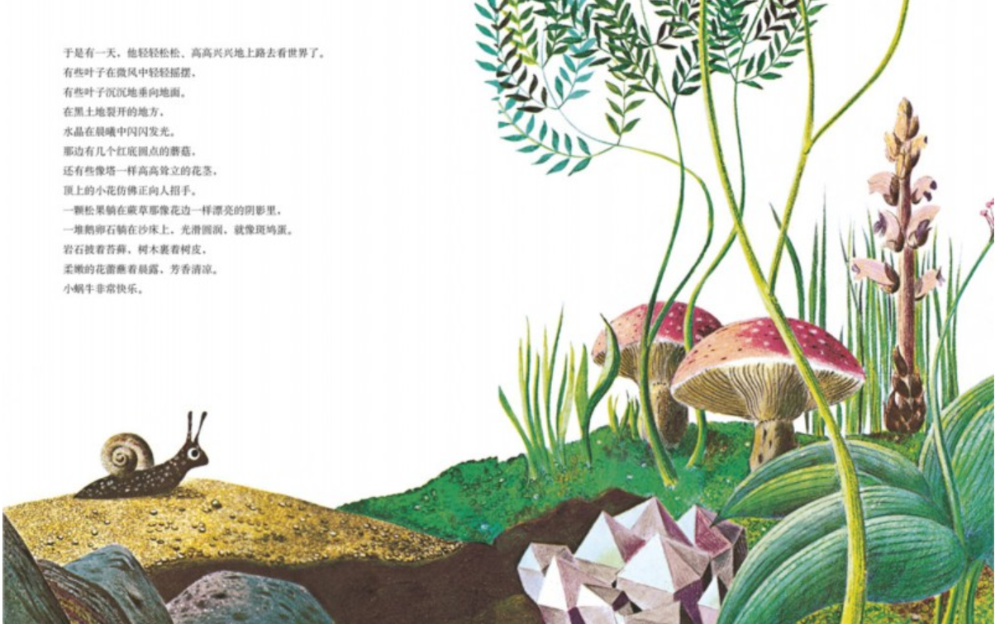 于是有一天，他轻轻松松、高高兴兴地上路去看世界了。
有些叶子在微风中轻轻摇摆，
有些叶子沉沉地垂向地面。
在黑土地裂开的地方，
水晶在晨曦中闪闪发光。
那边有几个红底圆点的蘑菇，
还有些像塔一样高高耸立的花茎，
顶上的小花仿佛正向人招手。
一颗松果躺在蕨草那像花边一样漂亮的阴影里，
一堆鹅卵石躺在沙床上，光滑圆润，就像斑鸠蛋。
岩石披着苔藓，树木裹着树皮，
柔嫩的花蕾蘸着晨露，芳香清凉。
小蜗牛非常快乐。